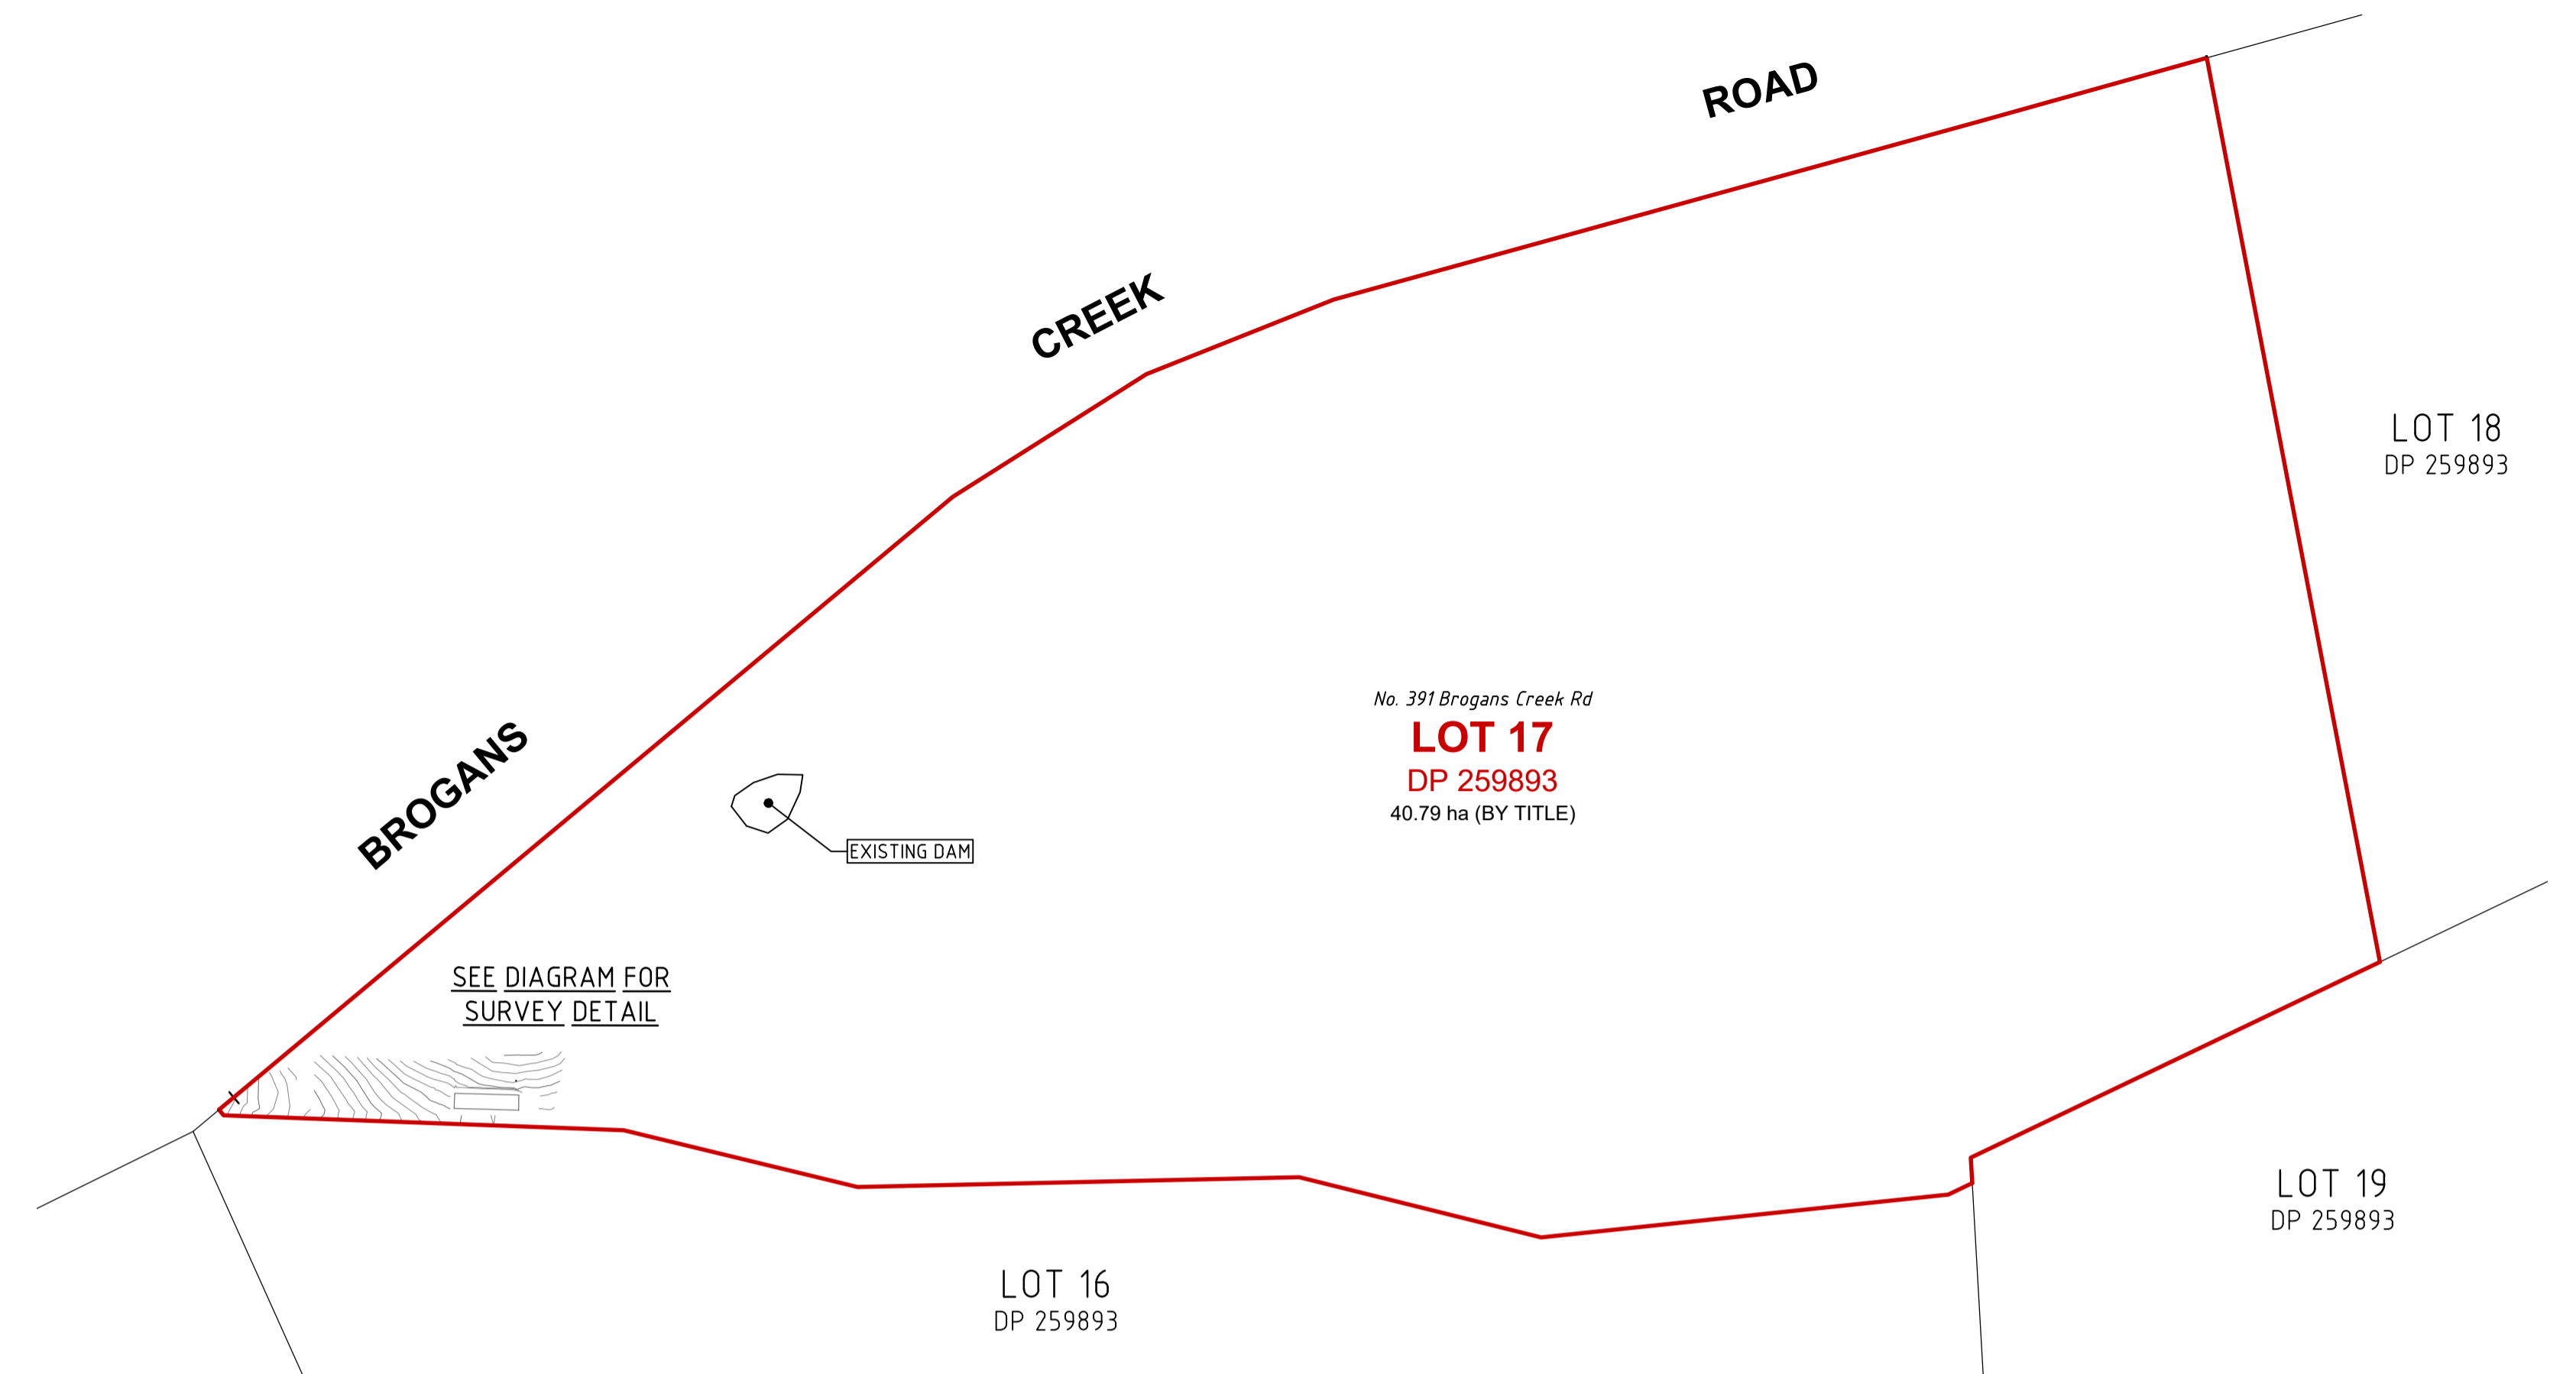 ROAD
CREEK
BROGANS
LOT 18
DP 259893
No. 391 Brogans Creek Rd
LOT 17
DP 259893
40.79 ha (BY TITLE)
EXISTING DAM
SEE DIAGRAM FOR
SURVEY DETAIL
LOT 19
DP 259893
LOT 16
DP 259893